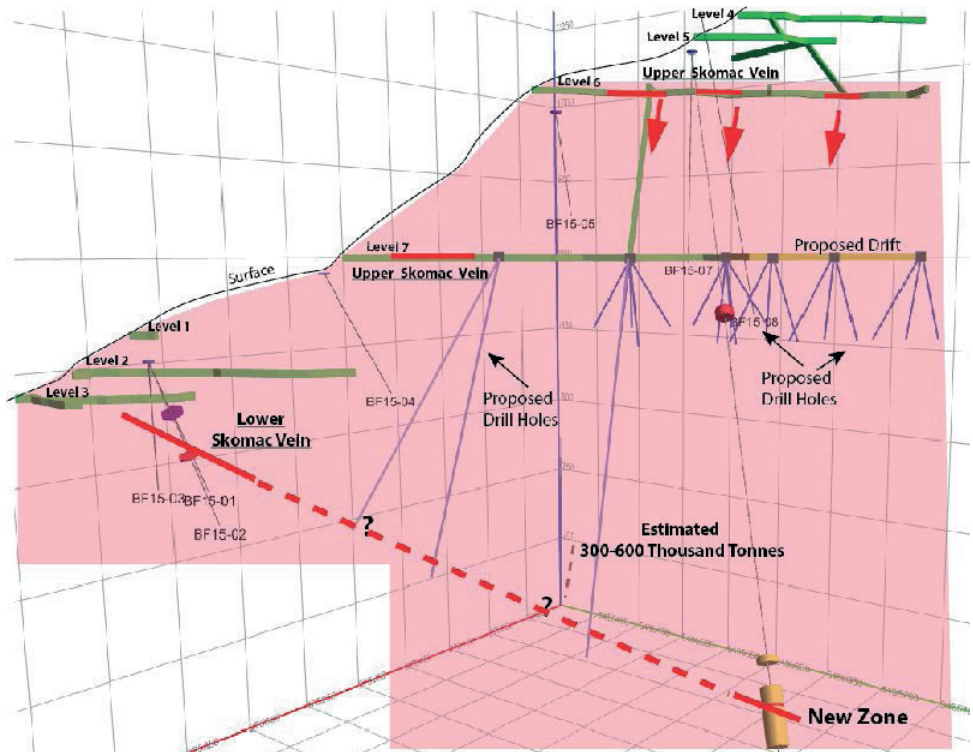 Level 4
Level 5
1050
Level 6
Upper Skomac Vein
1000
BF15-05
Level 7
Upper Skomac Vein
Proposed Drift
BF15-07
Surface
Level 1
BF15-08
Level 2
Level 3
BF15-04
Proposed
Drill Holes
Proposed
Drill Holes
Lower
Skomac Vein
BF15-03
BF15-01
BF15-02
?
Estimated
300-600 Thousand Tonnes
?
New Zone